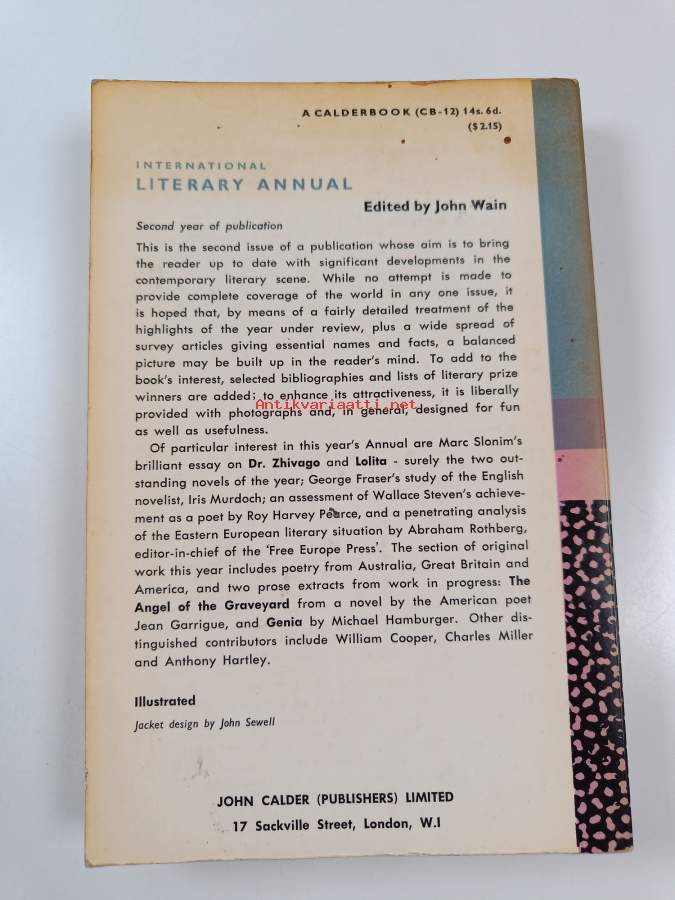 A CALDERBOOK (CB-12) 14s. 6d.
($2.15)
INTERNATIONAL
LITERARY ANNUAL
Edited by John Wain
Second year of publication
This is the second issue of a publication whose aim is to bring
the reader up to date with significant developments in the
contemporary literary scene. While no attempt is made to
provide complete coverage of the world in any one issue, it
is hoped that, by means of a fairly detailed treatment of the
highlights of the year under review, plus a wide spread of
survey articles giving essential names and facts, a balanced
picture may be built up in the reader's mind. To add to the
book's interest, selected bibliographies and lists of literary prize
winners are added; to enhance its attractiveness, it is liberally
Antikvariaatti.net
provided with photographs and, in general, designed for fun
as well as usefulness.
Of particular interest in this year's Annual are Marc Slonim's
brilliant essay on Dr. Zhivago and Lolita - surely the two out-
standing novels of the year; George Fraser's study of the English
novelist, Iris Murdoch; an assessment of Wallace Steven's achieve-
ment as a poet by Roy Harvey Pearce, and a penetrating analysis
of the Eastern European literary situation by Abraham Rothberg,
editor-in-chief of the 'Free Europe Press'. The section of original
work this year includes poetry from Australia, Great Britain and
America, and two prose extracts from work in progress: The
Angel of the Graveyard from a novel by the American poet
Jean Garrigue, and Genia by Michael Hamburger. Other dis-
tinguished contributors include William Cooper, Charles Miller
and Anthony Hartley.
Illustrated
Jacket design by John Sewell
JOHN CALDER (PUBLISHERS) LIMITED
17 Sackville Street, London, W.I